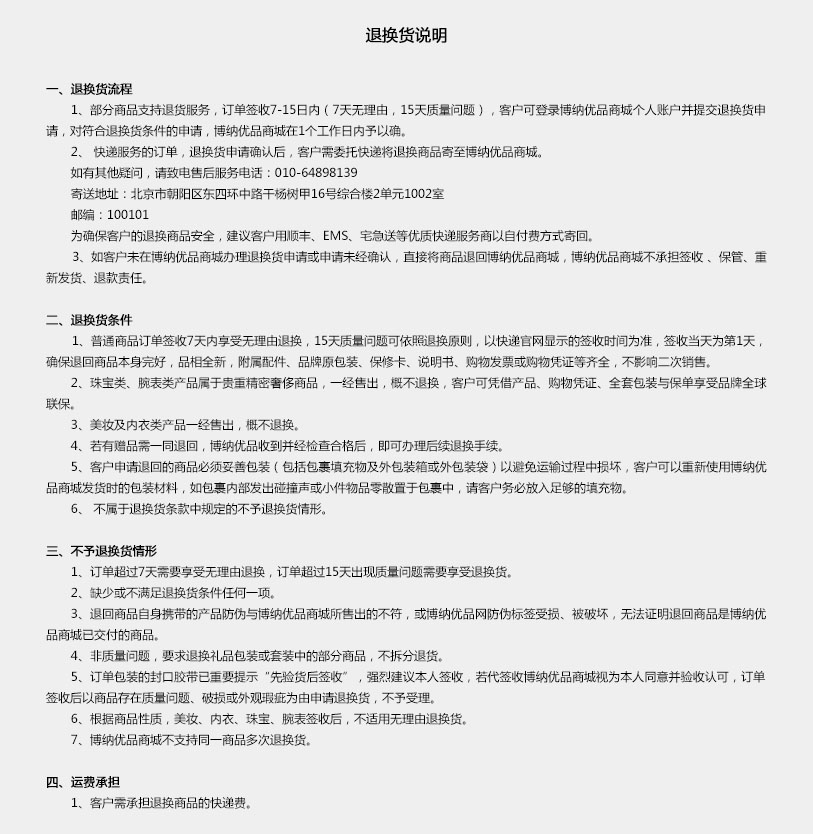 退换货说明
一、退换货流程
1、部分商品支持退货服务，订单签收7-15日内（7天无理由，15天质量问题），客户可登录博纳优品商城个人账户并提交退换货申
请，对符合退换货条件的申请，博纳优品商城在1个工作日内予以确。
2、 快递服务的订单，退换货申请确认后，客户需委托快递将退换商品寄至博纳优品商城。
如有其他疑问，请致电售后服务电话：010-64898139
寄送地址：北京市朝阳区东四环中路干杨树甲16号综合楼2单元1002室
邮编：100101
为确保客户的退换商品安全，建议客户用顺丰、EMS、宅急送等优质快递服务商以自付费方式寄回。
3、如客户未在博纳优品商城办理退换货申请或申请未经确认，直接将商品退回博纳优品商城，博纳优品商城不承担签收 、保管、重
新发货、退款责任。
二、退换货条件
1、普通商品订单签收7天内享受无理由退换，15天质量问题可依照退换原则，以快递官网显示的签收时间为准，签收当天为第1天，
确保退回商品本身完好，品相全新，附属配件、品牌原包装、保修卡、说明书、购物发票或购物凭证等齐全，不影响二次销售。
2、珠宝类、腕表类产品属于贵重精密奢侈商品，一经售出，概不退换，客户可凭借产品、购物凭证、全套包装与保单享受品牌全球
联保。
3、美妆及内衣类产品一经售出，概不退换。
4、若有赠品需一同退回，博纳优品收到并经检查合格后，即可办理后续退换手续。
5、客户申请退回的商品必须妥善包装（包括包裹填充物及外包装箱或外包装袋）以避免运输过程中损坏，客户可以重新使用博纳优
品商城发货时的包装材料，如包裹内部发出碰撞声或小件物品零散置于包裹中，请客户务必放入足够的填充物。
6、 不属于退换货条款中规定的不予退换货情形。
三、不予退换货情形
1、订单超过7天需要享受无理由退换，订单超过15天出现质量问题需要享受退换货。
2、缺少或不满足退换货条件任何一项。
3、退回商品自身携带的产品防伪与博纳优品商城所售出的不符，或博纳优品网防伪标签受损、被破坏，无法证明退回商品是博纳优
品商城已交付的商品。
4、非质量问题，要求退换礼品包装或套装中的部分商品，不拆分退货。
5、订单包装的封口胶带已重要提示“先验货后签收”，强烈建议本人签收，若代签收博纳优品商城视为本人同意并验收认可，订单
签收后以商品存在质量问题、破损或外观瑕疵为由申请退换货，不予受理。
6、根据商品性质，美妆、内衣、珠宝、腕表签收后，不适用无理由退换货。
7、博纳优品商城不支持同一商品多次退换货。
四、运费承担
1、客户需承担退换商品的快递费。